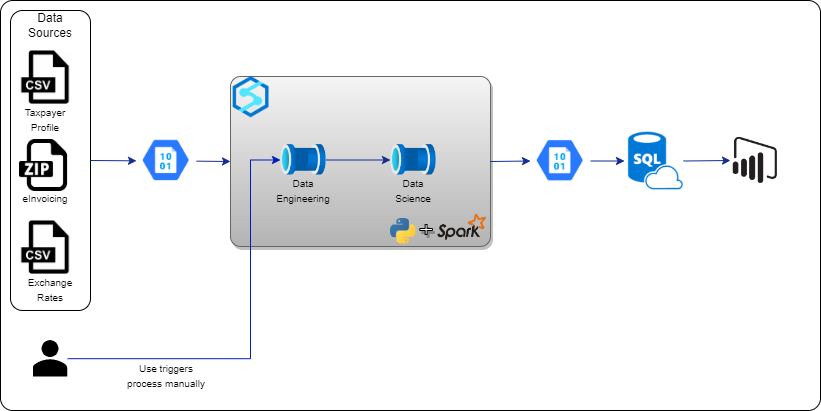 Data
Sources
CSV
Taxpayer
Profile
ZIP
eInvoicing
CSV
Exchange
Rates
10
01
Data
Engineering
Data
Science
Spark
10
01
SQL
Use triggers
process manually